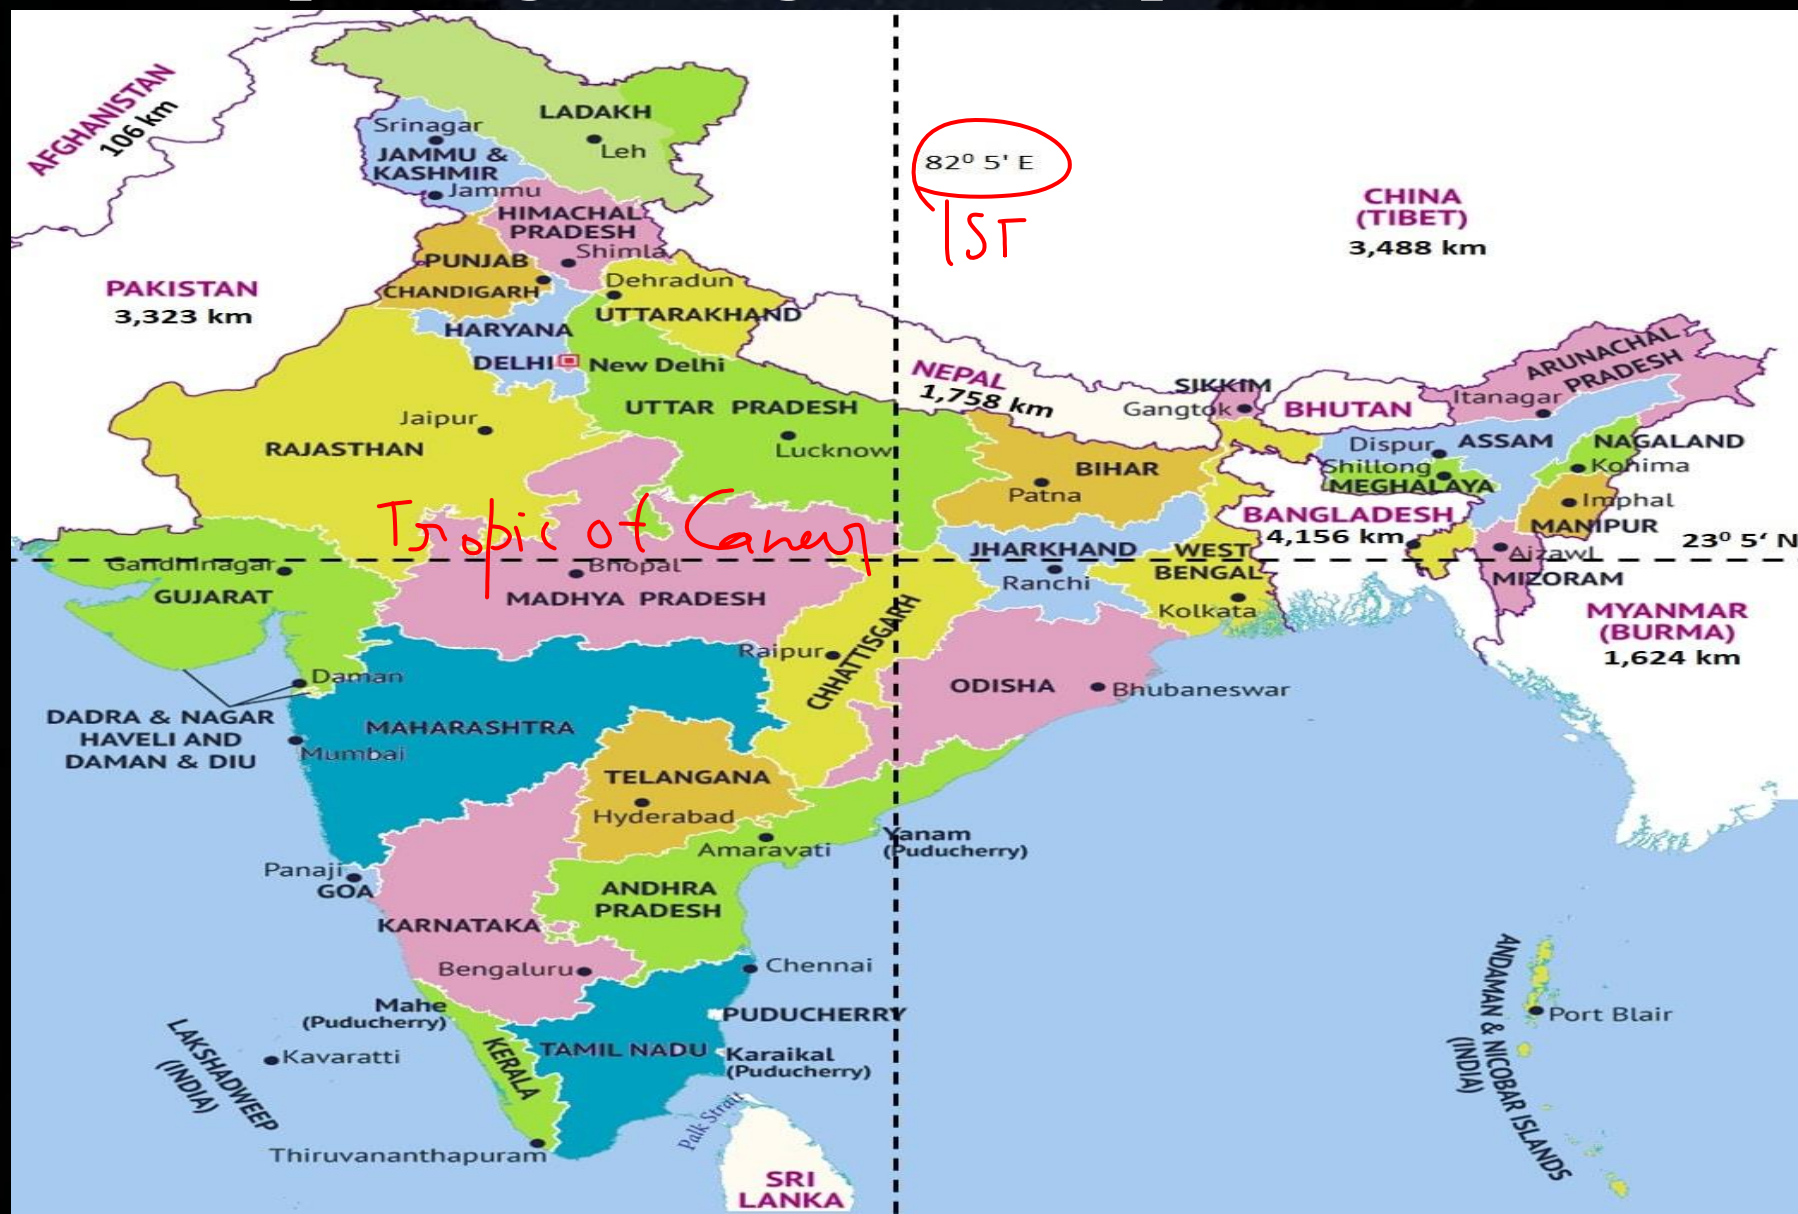 AFGHANISTAN
106 km
LADAKH
Leh
Srinagar
JAMMU &
KASHMIR
Jammu
82⁰ 5' E
IST
CHINA
(TIBET)
3,488 km
HIMACHAL
PRADESH
Shimla
PUNJAB
CHANDIGARH
Dehradun
UTTARAKHAND
PAKISTAN
3,323 km
HARYANA
DELHI
New Delhi
NEPAL
1,758 km
SIKKIM
Gangtok
BHUTAN
ARUNACHAL
PRADESH
Itanagar
UTTAR PRADESH
Lucknow
Jaipur
RAJASTHAN
BIHAR
Patna
Dispur
ASSAM
NAGALAND
Kohima
Shillong
MEGHALAYA
Imphal
MANIPUR
BANGLADESH
4,156 km
Tropic of Cancer
23⁰ 5‘ N
JHARKHAND
Ranchi
WEST
BENGAL
Kolkata
Aizawl
MIZORAM
MYANMAR
(BURMA)
1,624 km
Gandhinagar
GUJARAT
Bhopal
MADHYA PRADESH
CHHATTISGARH
Raipur
ODISHA
Bhubaneswar
Daman
DADRA & NAGAR
HAVELI AND
DAMAN & DIU
MAHARASHTRA
Mumbai
TELANGANA
Hyderabad
Amaravati
Yanam
(Puducherry)
Panaji
GOA
ANDHRA
PRADESH
KARNATAKA
Bengaluru
Chennai
Mahe
(Puducherry)
PUDUCHERRY
KERALA
TAMIL NADU
Karaikal
(Puducherry)
LAKSHADWEEP
(INDIA)
Kavaratti
Thiruvananthapuram
Palk Strait
SRI
LANKA
ANDAMAN & NICOBAR ISLANDS
(INDIA)
Port Blair